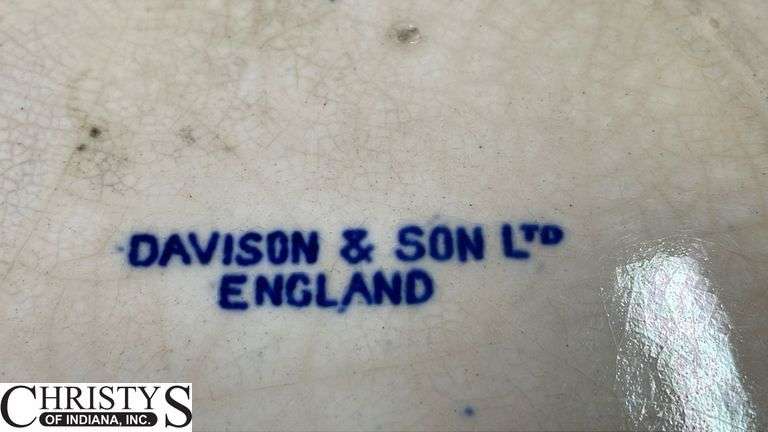 DAVISON & SON LTD
ENGLAND
CHRISTYS
OF INDIANA, INC.